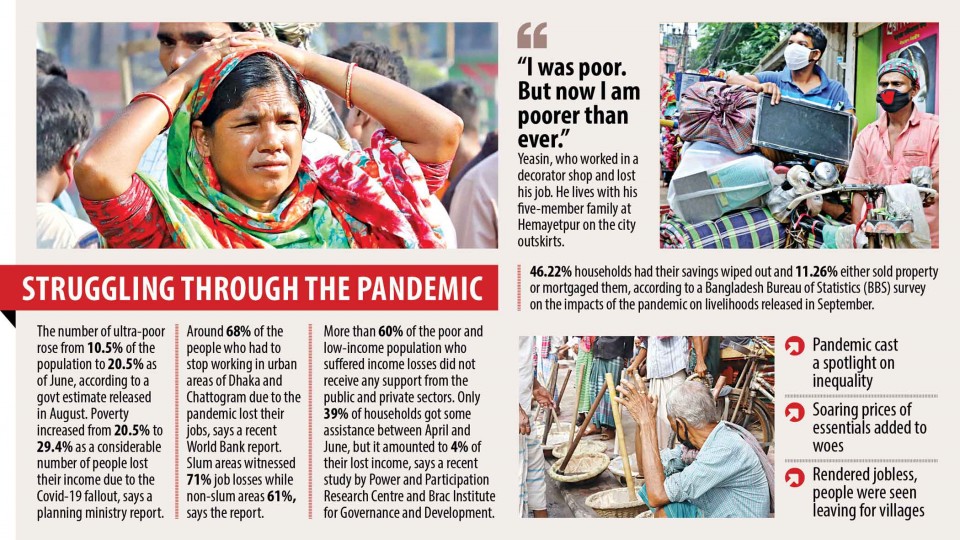 “
“I was poor.
But now I am
poorer than
ever.”
Yeasin, who worked in a
decorator shop and lost
his job. He lives with his
five-member family at
Hemayetpur on the city
outskirts.
STRUGGLING THROUGH THE PANDEMIC
46.22% households had their savings wiped out and 11.26% either sold property
or mortgaged them, according to a Bangladesh Bureau of Statistics (BBS) survey
on the impacts of the pandemic on livelihoods released in September.
The number of ultra-poor
rose from 10.5% of the
population to 20.5% as
of June, according to a
govt estimate released
in August. Poverty
increased from 20.5% to
29.4% as a considerable
number of people lost
their income due to the
Covid-19 fallout, says a
planning ministry report.
Around 68% of the
people who had to
stop working in urban
areas of Dhaka and
Chattogram due to the
pandemic lost their
jobs, says a recent
World Bank report.
Slum areas witnessed
71% job losses while
non-slum areas 61%,
says the report.
More than 60% of the poor and
low-income population who
suffered income losses did not
receive any support from the
public and private sectors. Only
39% of households got some
assistance between April and
June, but it amounted to 4% of
their lost income, says a recent
study by Power and Participation
Research Centre and Brac Institute
for Governance and Development.
Pandemic cast
a spotlight on
inequality
Soaring prices of
essentials added to
woes
Rendered jobless,
people were seen
leaving for villages